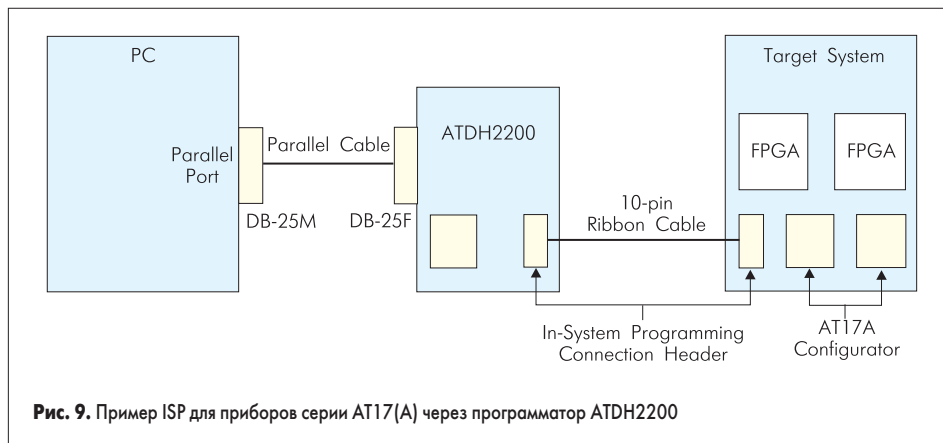 PC
Parallel
Port
Parallel Cable
DB-25M
DB-25F
ATDH2200
10-pin
Ribbon Cable
Target System
FPGA
FPGA
In-System Programming
Connection Header
AT17A
Configurator
Рис. 9. Пример ISP для приборов серии AT17(A) через программатор ATDH2200